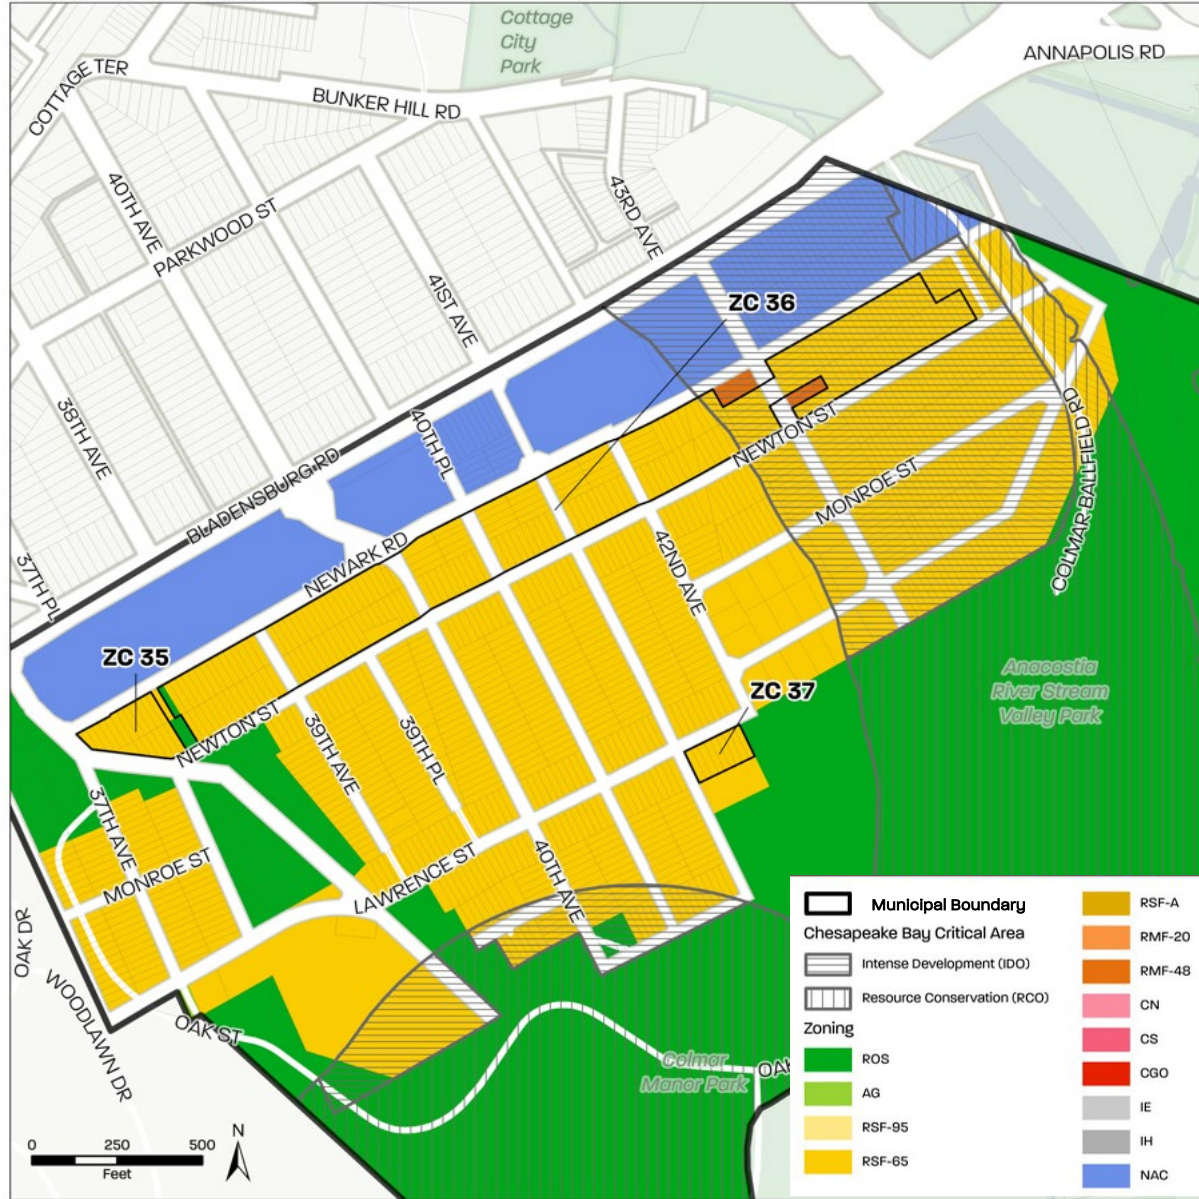 Cottage
City
Park
ANNAPOLIS RD
COTTAGE TER
BUNKER HILL RD
40TH AVE
43RD AVE
PARKWOOD ST
41ST AVE
ZC 36
38TH AVE
40TH PL
BLADENSBURG RD
NEWTON ST
COLMAR BALLFIELD RD
MONROE ST
37TH PL
NEWARK RD
42ND AVE
ZC 35
Anacostia
River Stream
Valley Park
ZC 37
NEWTON ST
39TH AVE
39TH PL
37TH AVE
MONROE ST
LAWRENCE ST
40TH AVE
OAK DR
WOODLAWN DR
OAK ST
Colmar
Manor Park
OAK
0 250 500
Feet
N
Municipal Boundary
Chesapeake Bay Critical Area
Intense Development (IDO)
Resource Conservation (RCO)
Zoning
ROS
AG
RSF-95
RSF-65
RSF-A
RMF-20
RMF-48
CN
CS
CGO
IE
IH
NAC